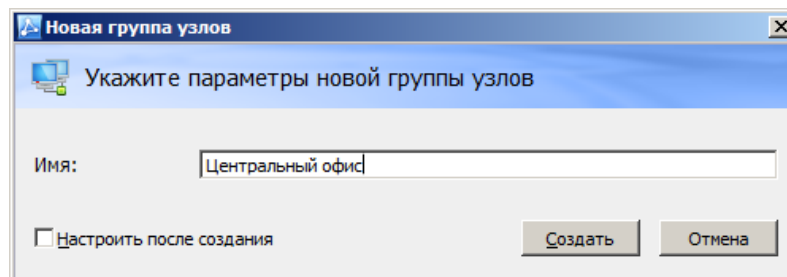 Новая группа узлов
Укажите параметры новой группы узлов
Имя: Центральный офис
Настроить после создания Создать Отмена